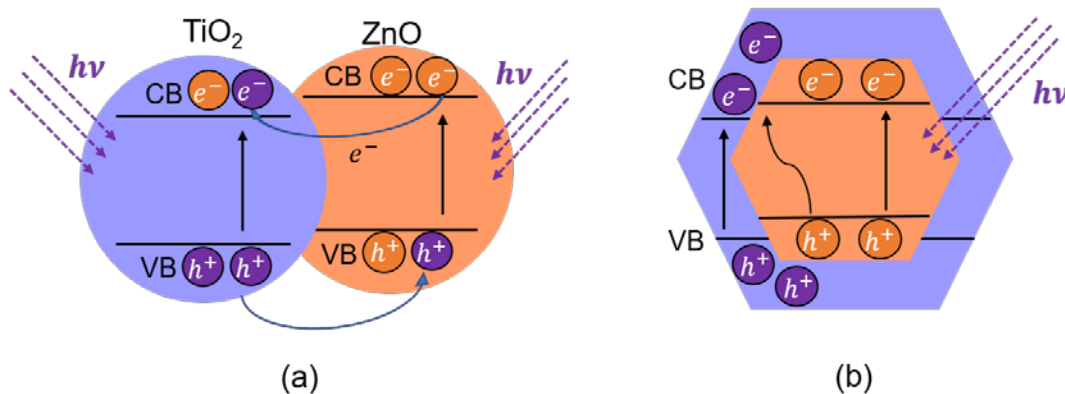 TiO₂ ZnO
hν hν
CB e⁻ e⁻ CB e⁻ e⁻
e⁻
VB h⁺ h⁺ VB h⁺ h⁺
(a)
e⁻
hν
CB e⁻ e⁻ e⁻
VB h⁺ h⁺
h⁺
h⁺
(b)